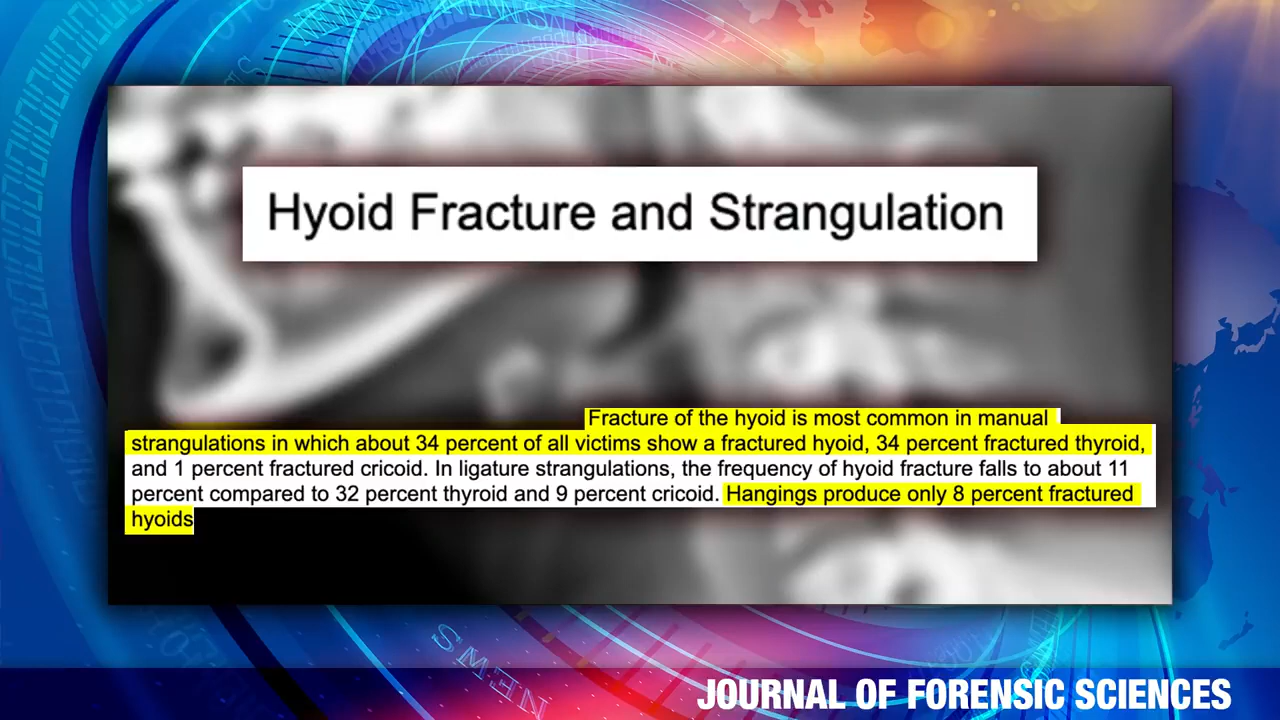 Hyoid Fracture and Strangulation
Fracture of the hyoid is most common in manual
strangulations in which about 34 percent of all victims show a fractured hyoid, 34 percent fractured thyroid,
and 1 percent fractured cricoid. In ligature strangulations, the frequency of hyoid fracture falls to about 11
percent compared to 32 percent thyroid and 9 percent cricoid. Hangings produce only 8 percent fractured
hyoids
NEWS
JOURNAL OF FORENSIC SCIENCES